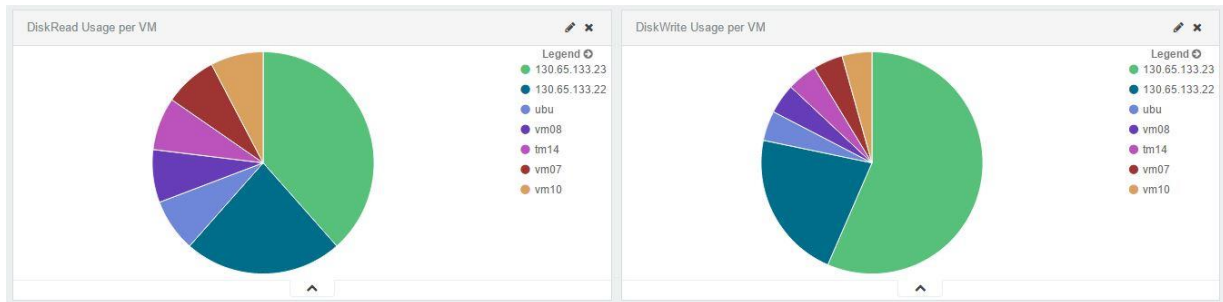 DiskRead Usage per VM
Legend
130.65.133.23
130.65.133.22
ubu
vm08
tm14
vm07
vm10
DiskWrite Usage per VM
Legend
130.65.133.23
130.65.133.22
ubu
vm08
tm14
vm07
vm10